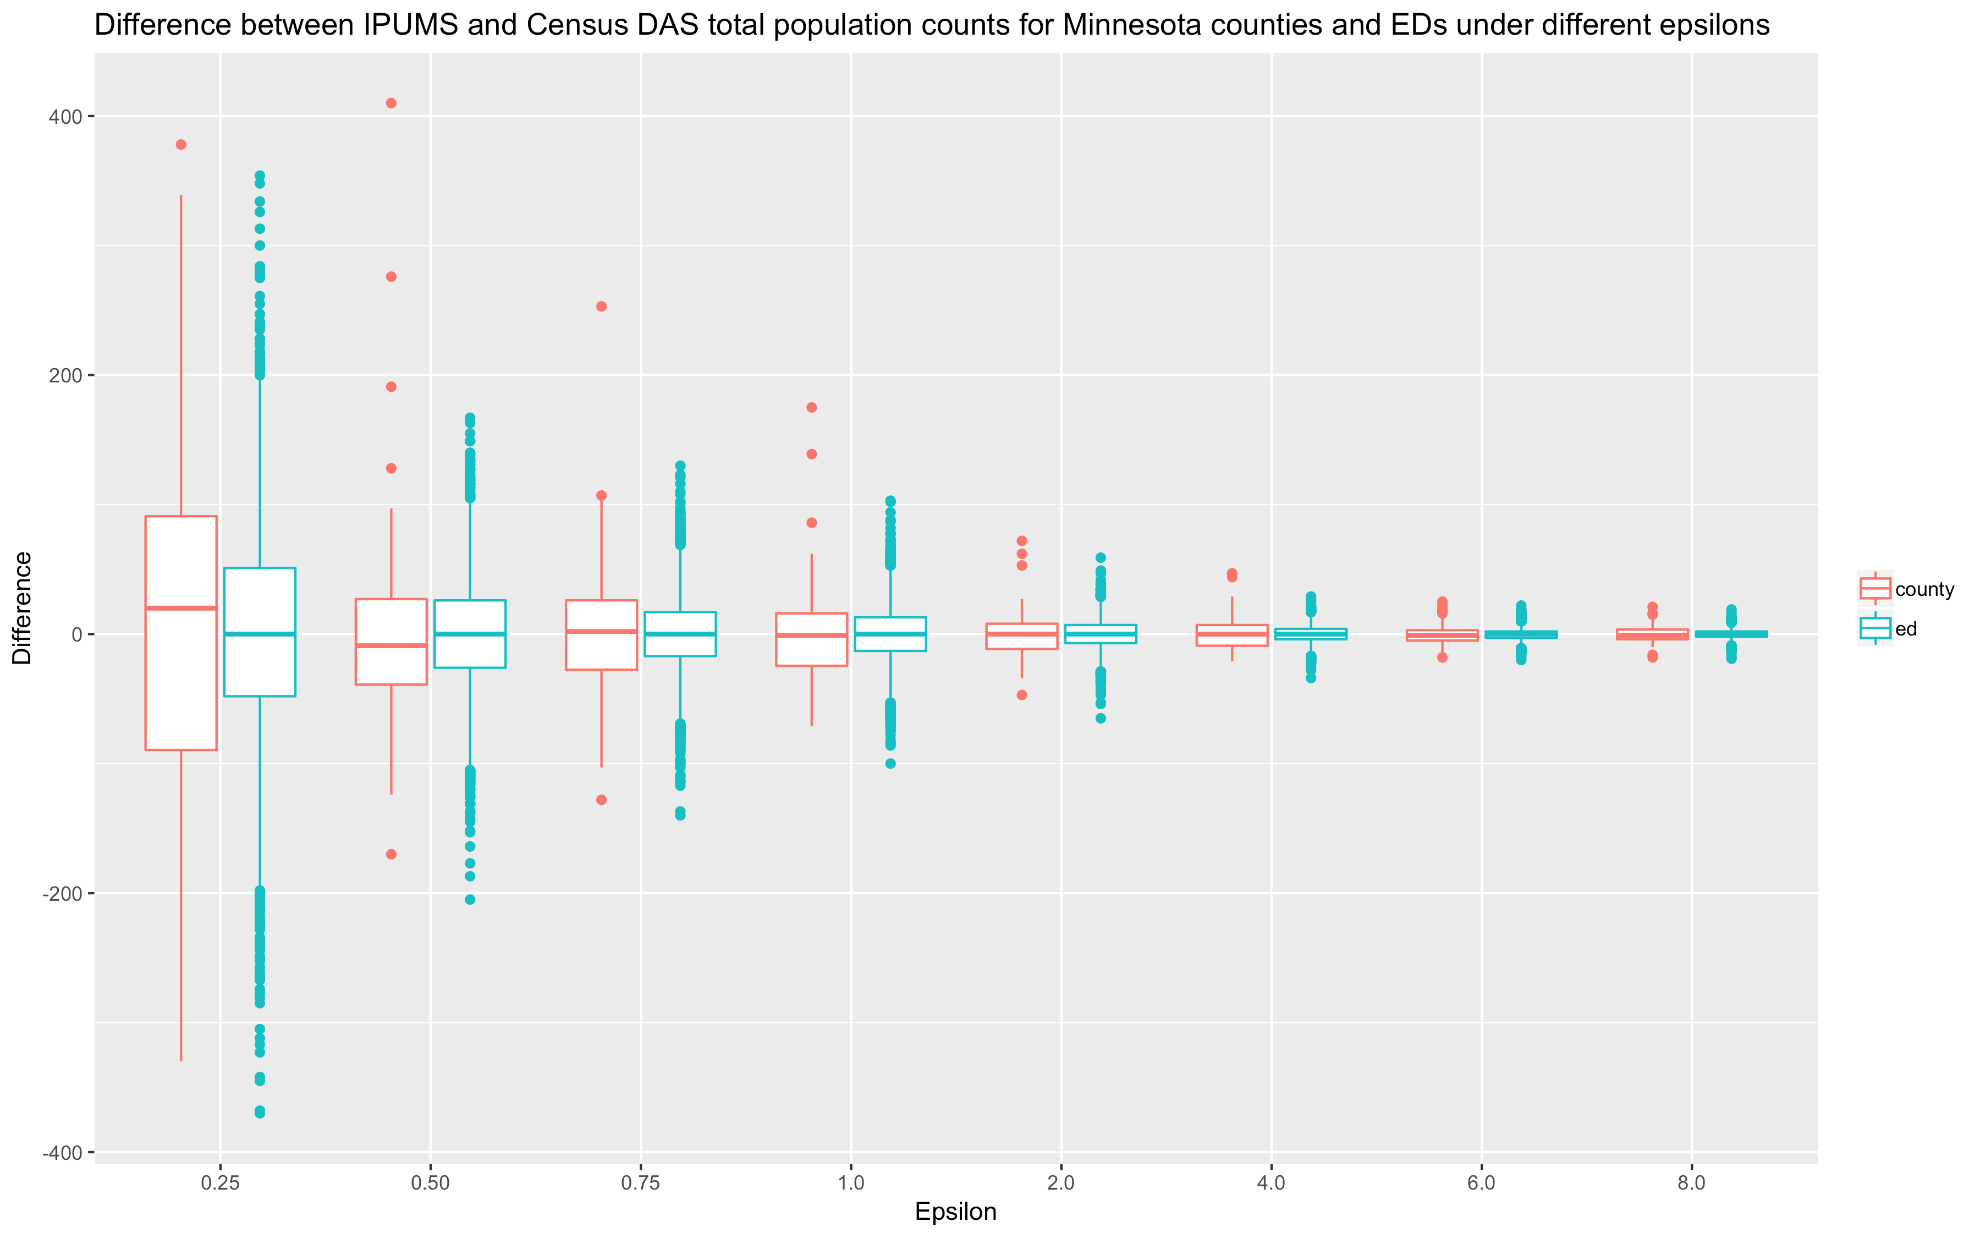 Difference between IPUMS and Census DAS total population counts for Minnesota counties and EDs under different epsilons
400
200
0
-200
-400
Difference
0.25 0.50 0.75 1.0 2.0 4.0 6.0 8.0
Epsilon
county
ed